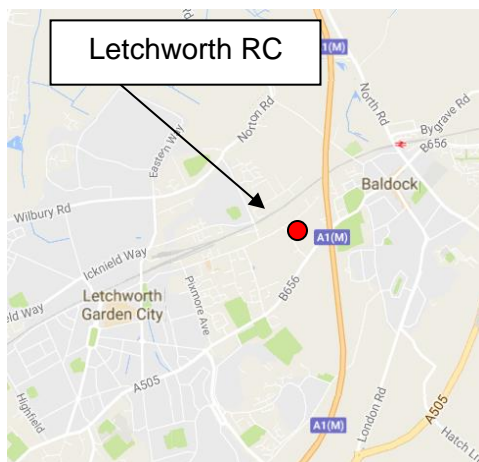 Letchworth RC
A1(M)
North Rd
Bygrave Rd
B656
Norton Rd
Eastern Way
Baldock
Wilbury Rd
A1(M)
Icknield Way
B656
Letchworth
Garden City
Pixmore Ave
ld Way
A505
Highfield
A1(M)
London Rd
A505
Hatch L